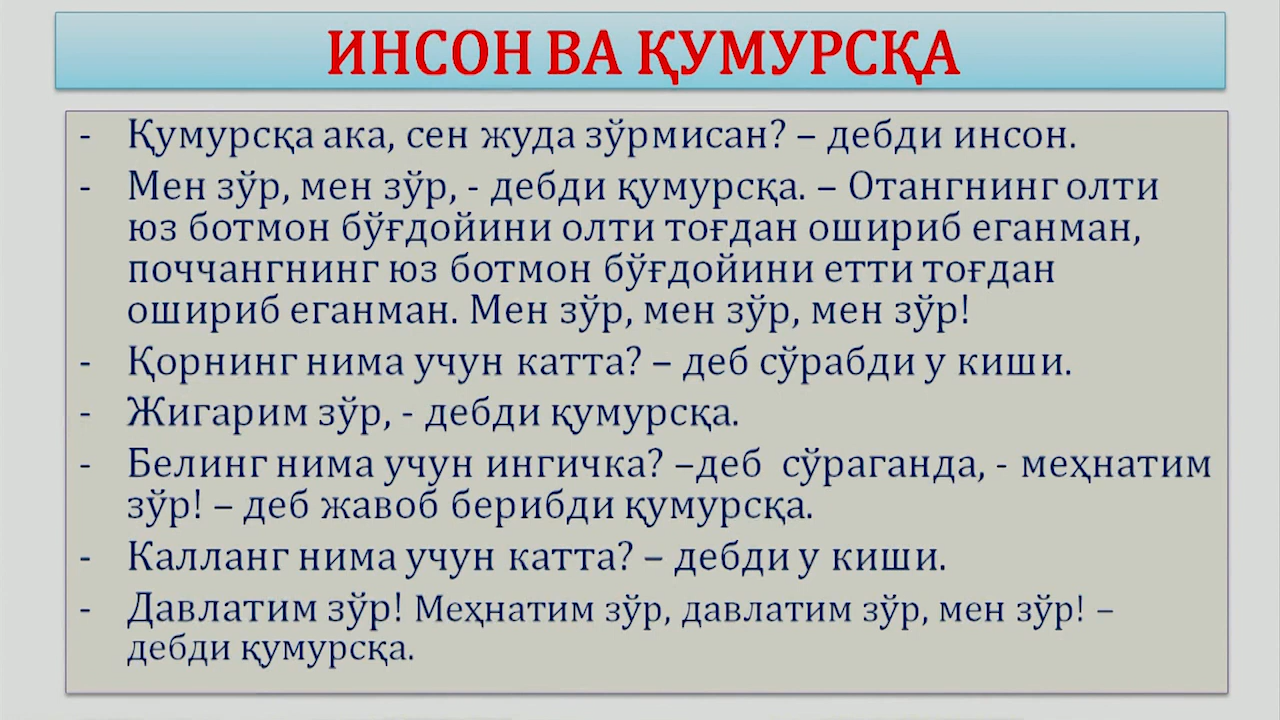 ИНСОН ВА ҚУМУРСҚА
- Қумурсқа ака, сен жуда зўрмисан? – дебди инсон.
- Мен зўр, мен зўр, - дебди қумурсқа. – Отангнинг олти
юз ботмон бўғдойини олти тоғдан ошириб еганман,
поччангнинг юз ботмон бўғдойини етти тоғдан
ошириб еганман. Мен зўр, мен зўр, мен зўр!
- Қорнинг нима учун катта? – деб сўрабди у киши.
- Жигарим зўр, - дебди қумурсқа.
- Белинг нима учун ингичка? –деб  сўраганда, - меҳнатим
зўр! – деб жавоб берибди қумурсқа.
- Калланг нима учун катта? – дебди у киши.
- Давлатим зўр! Меҳнатим зўр, давлатим зўр, мен зўр! –
дебди қумурсқа.